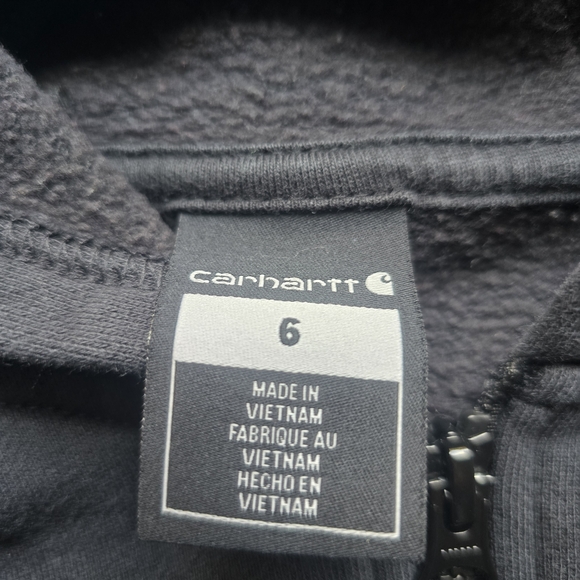 carhartt
6
MADE IN
VIETNAM
FABRIQUE AU
VIETNAM
HECHO EN
VIETNAM